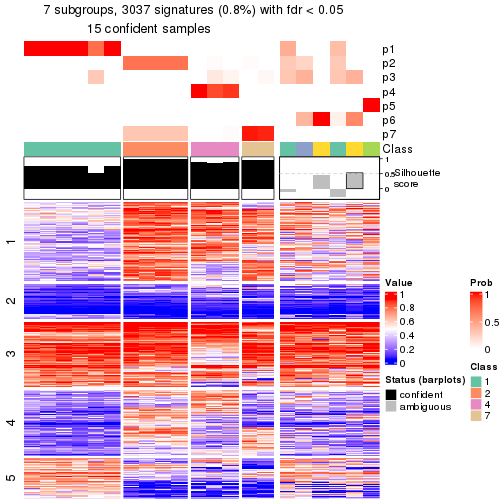 7 subgroups, 3037 signatures (0.8%) with fdr < 0.05
15 confident samples
p1
p2
p3
p4
p5
p6
p7
Class
1
0.5
0
Silhouette
score
1
2
3
4
5
Value
1
0.8
0.6
0.4
0.2
0
Status (barplots)
confident
ambiguous
Prob
1
0.5
0
Class
1
2
4
7